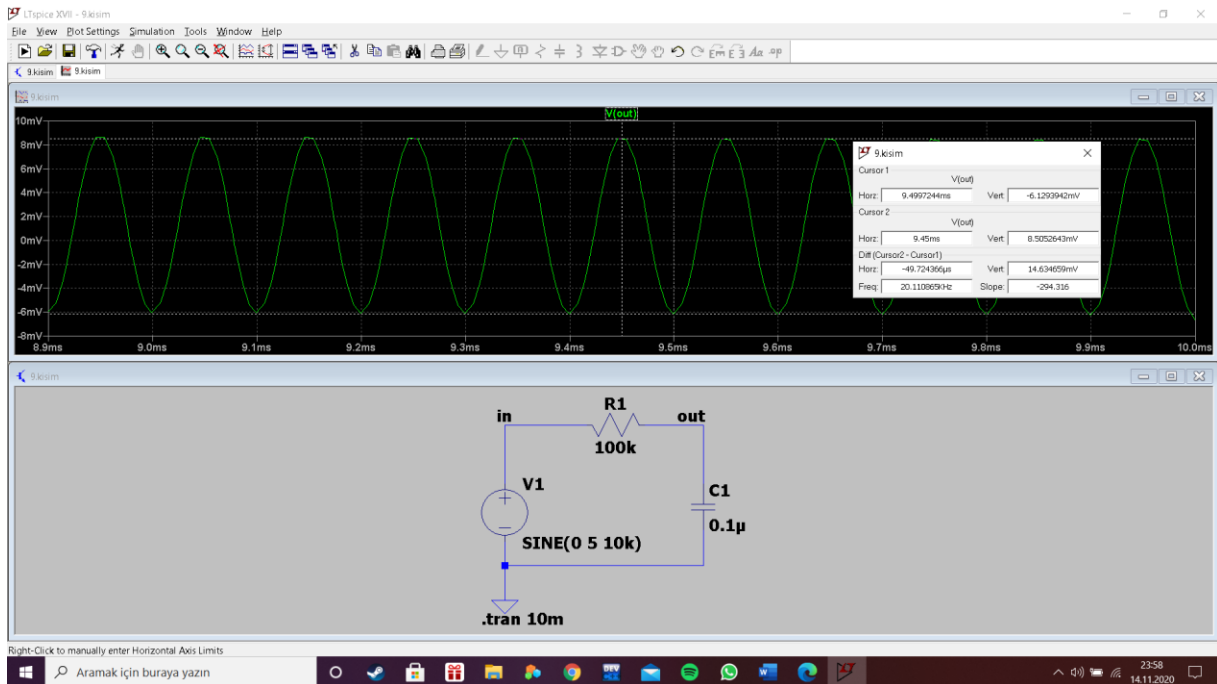 LTspice XVII - 9.kisim
File View Plot Settings Simulation Tools Window Help
9.kisim 9.kisim
9.kisim
V(out)
10mV
8mV
6mV
4mV
2mV
0mV
-2mV
-4mV
-6mV
-8mV
8.9ms 9.0ms 9.1ms 9.2ms 9.3ms 9.4ms 9.5ms 9.6ms 9.7ms 9.8ms 9.9ms 10.0ms
9.kisim
Cursor 1
V(out)
Horz: 9.4997244ms Vert: -6.1293942mV
Cursor 2
V(out)
Horz: 9.45ms Vert: 8.5052643mV
Diff (Cursor2 - Cursor1)
Horz: -49.724366µs Vert: 14.634659mV
Freq: 20.110865KHz Slope: -294.316
9.kisim
in
R1
out
100k
V1
C1
0.1µ
SINE(0 5 10k)
.tran 10m
Right-Click to manually enter Horizontal Axis Limits
Aramak için buraya yazın
DEV
23:58
14.11.2020